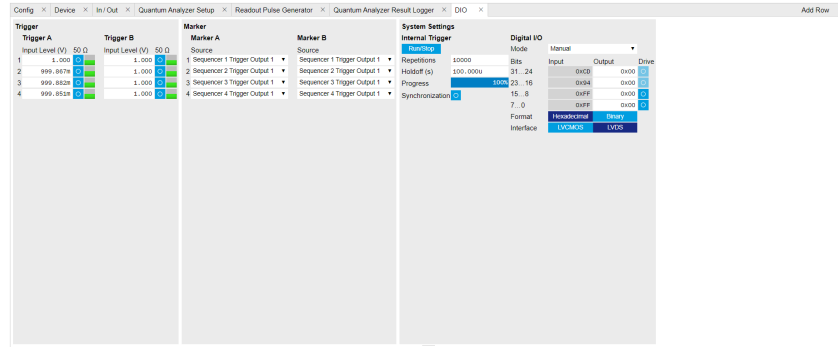 Config × Device × In / Out × Quantum Analyzer Setup × Readout Pulse Generator × Quantum Analyzer Result Logger × DIO × Add Row
Trigger Marker System Settings
Trigger A Trigger B Marker A Marker B Internal Trigger Digital I/O
Input Level (V) 50 Ω Input Level (V) 50 Ω Source Source Run/Stop Mode Manual
1 1.000 1.000 1 Sequencer 1 Trigger Output 1 Sequencer 1 Trigger Output 1 Repetitions 10000 Bits Input Output Drive
2 999.867m 1.000 2 Sequencer 2 Trigger Output 1 Sequencer 2 Trigger Output 1 Holdoff (s) 100.000u 31...24 0xCD 0x00
3 999.882m 1.000 3 Sequencer 3 Trigger Output 1 Sequencer 3 Trigger Output 1 Progress 100% 23...16 0x94 0x00
4 999.851m 1.000 4 Sequencer 4 Trigger Output 1 Sequencer 4 Trigger Output 1 Synchronization 15...8 0xFF 0x00
7...0 0xFF 0x00
Format Hexadecimal Binary
Interface LVCMOS LVDS